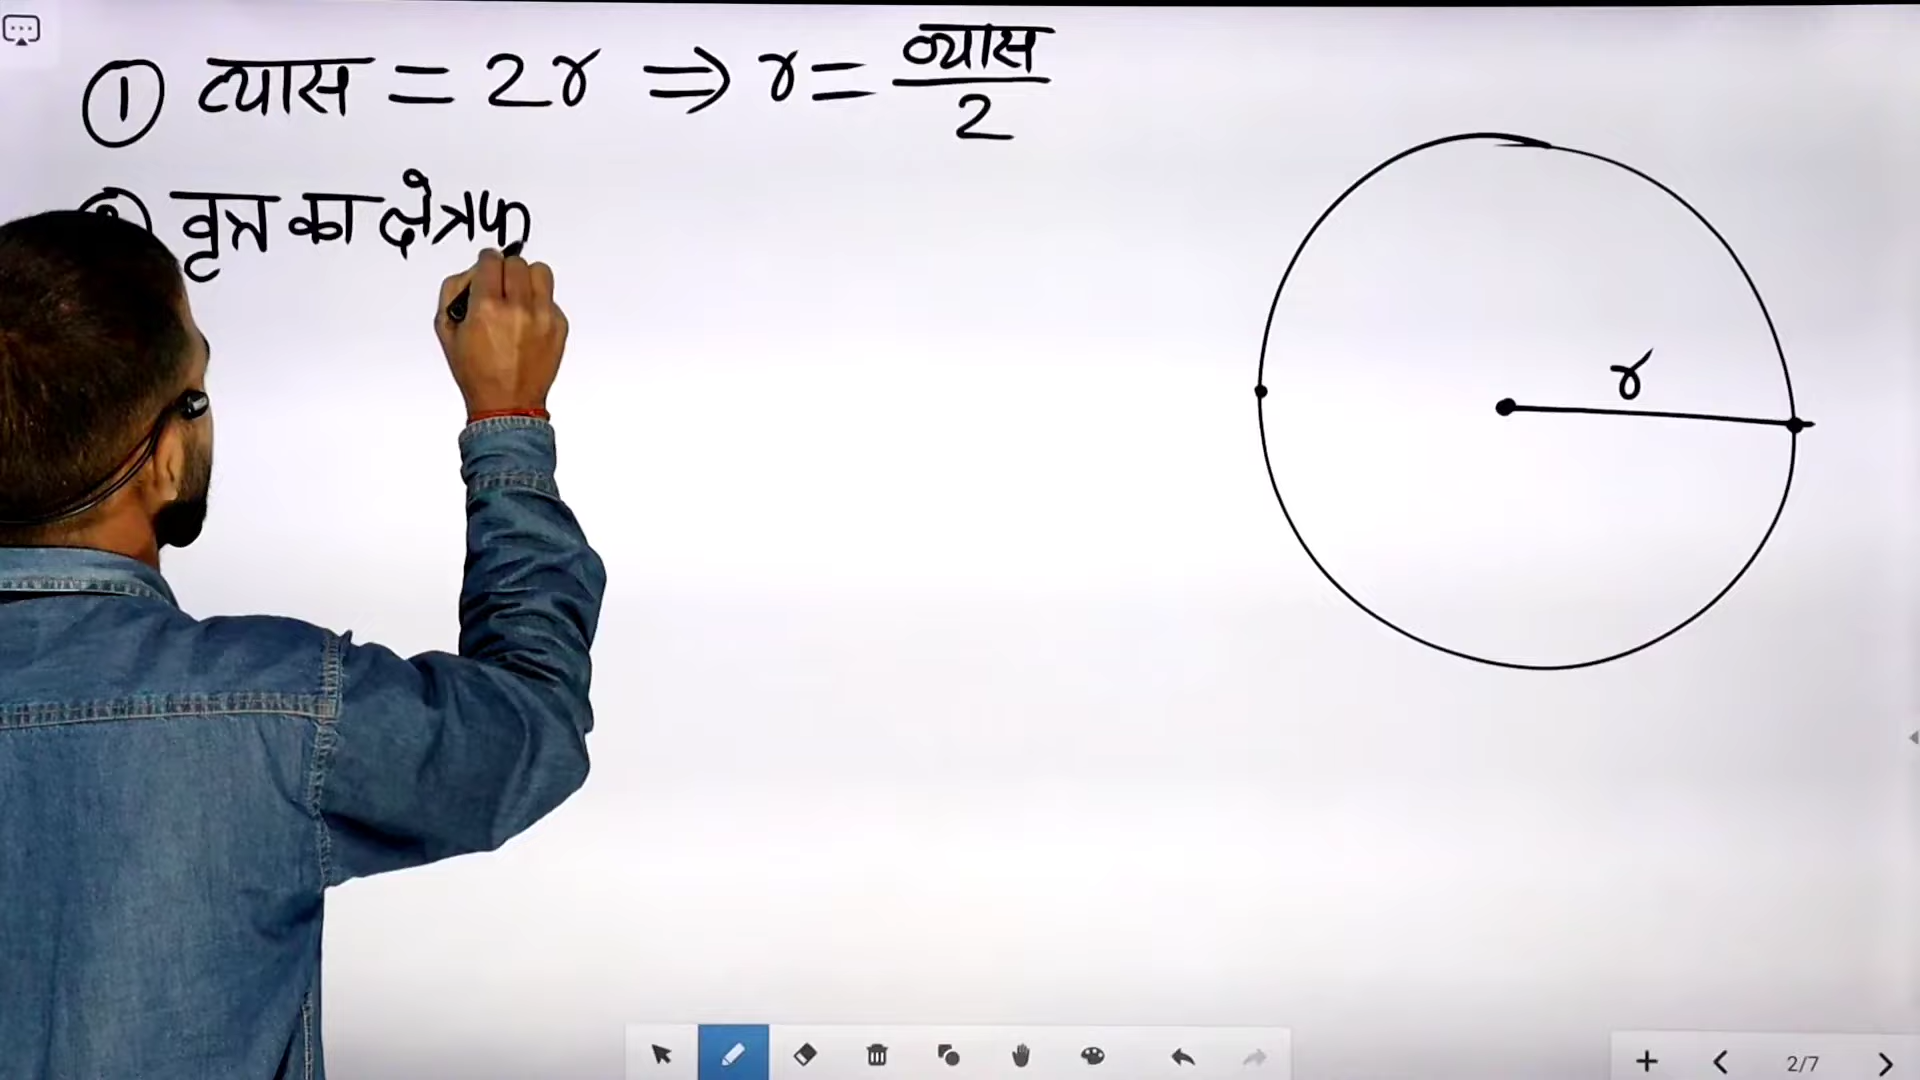 ① व्यास = 2r ⇒ r = व्यास/2
वृत्त का क्षेत्रफ
r
2/7